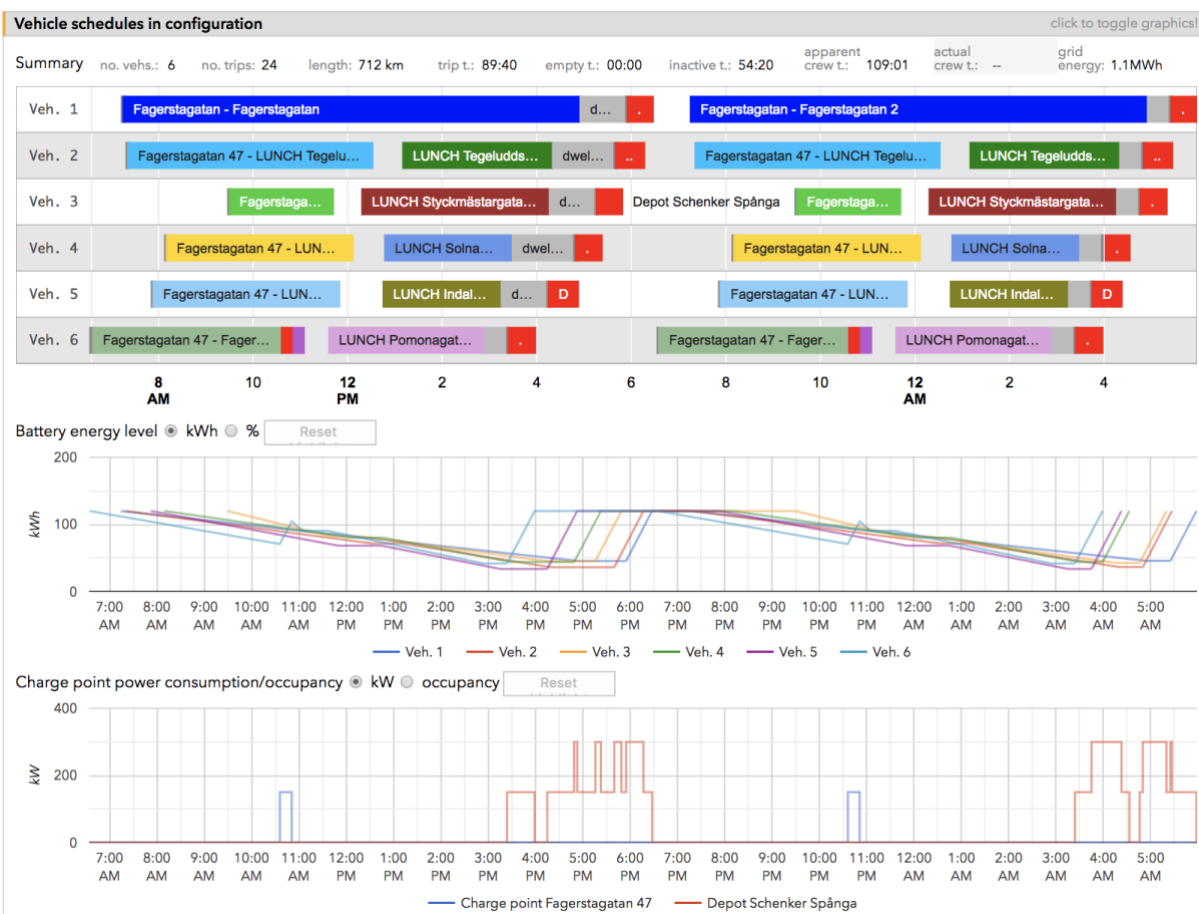 Vehicle schedules in configuration click to toggle graphics!
Summary no. vehs.: 6 no. trips: 24 length: 712 km trip t.: 89:40 empty t.: 00:00 inactive t.: 54:20 apparent crew t.: 109:01 actual crew t.: -- grid energy: 1.1MWh
Veh. 1 Fagerstagatan - Fagerstagatan d... . Fagerstagatan - Fagerstagatan 2 .
Veh. 2 Fagerstagatan 47 - LUNCH Tegelu... LUNCH Tegeludds... dwel... .. Fagerstagatan 47 - LUNCH Tegelu... LUNCH Tegeludds... ..
Veh. 3 Fagerstaga... LUNCH Styckmästargata... d... Depot Schenker Spånga Fagerstaga... LUNCH Styckmästargata... .
Veh. 4 Fagerstagatan 47 - LUN... LUNCH Solna... dwel... . Fagerstagatan 47 - LUN... LUNCH Solna... .
Veh. 5 Fagerstagatan 47 - LUN... LUNCH Indal... d... D Fagerstagatan 47 - LUN... LUNCH Indal... D
Veh. 6 Fagerstagatan 47 - Fager... LUNCH Pomonagat... . Fagerstagatan 47 - Fager... LUNCH Pomonagat... .
8 10 12 2 4 6 8 10 12 2 4
AM PM AM
Battery energy level kWh % Reset
200
100
0
kWh
7:00 8:00 9:00 10:00 11:00 12:00 1:00 2:00 3:00 4:00 5:00 6:00 7:00 8:00 9:00 10:00 11:00 12:00 1:00 2:00 3:00 4:00 5:00
AM AM AM AM AM PM PM PM PM PM PM PM PM PM PM PM PM AM AM AM AM AM AM
Veh. 1 Veh. 2 Veh. 3 Veh. 4 Veh. 5 Veh. 6
Charge point power consumption/occupancy kW occupancy Reset
400
200
0
kW
7:00 8:00 9:00 10:00 11:00 12:00 1:00 2:00 3:00 4:00 5:00 6:00 7:00 8:00 9:00 10:00 11:00 12:00 1:00 2:00 3:00 4:00 5:00
AM AM AM AM AM PM PM PM PM PM PM PM PM PM PM PM PM AM AM AM AM AM AM
Charge point Fagerstagatan 47 Depot Schenker Spånga